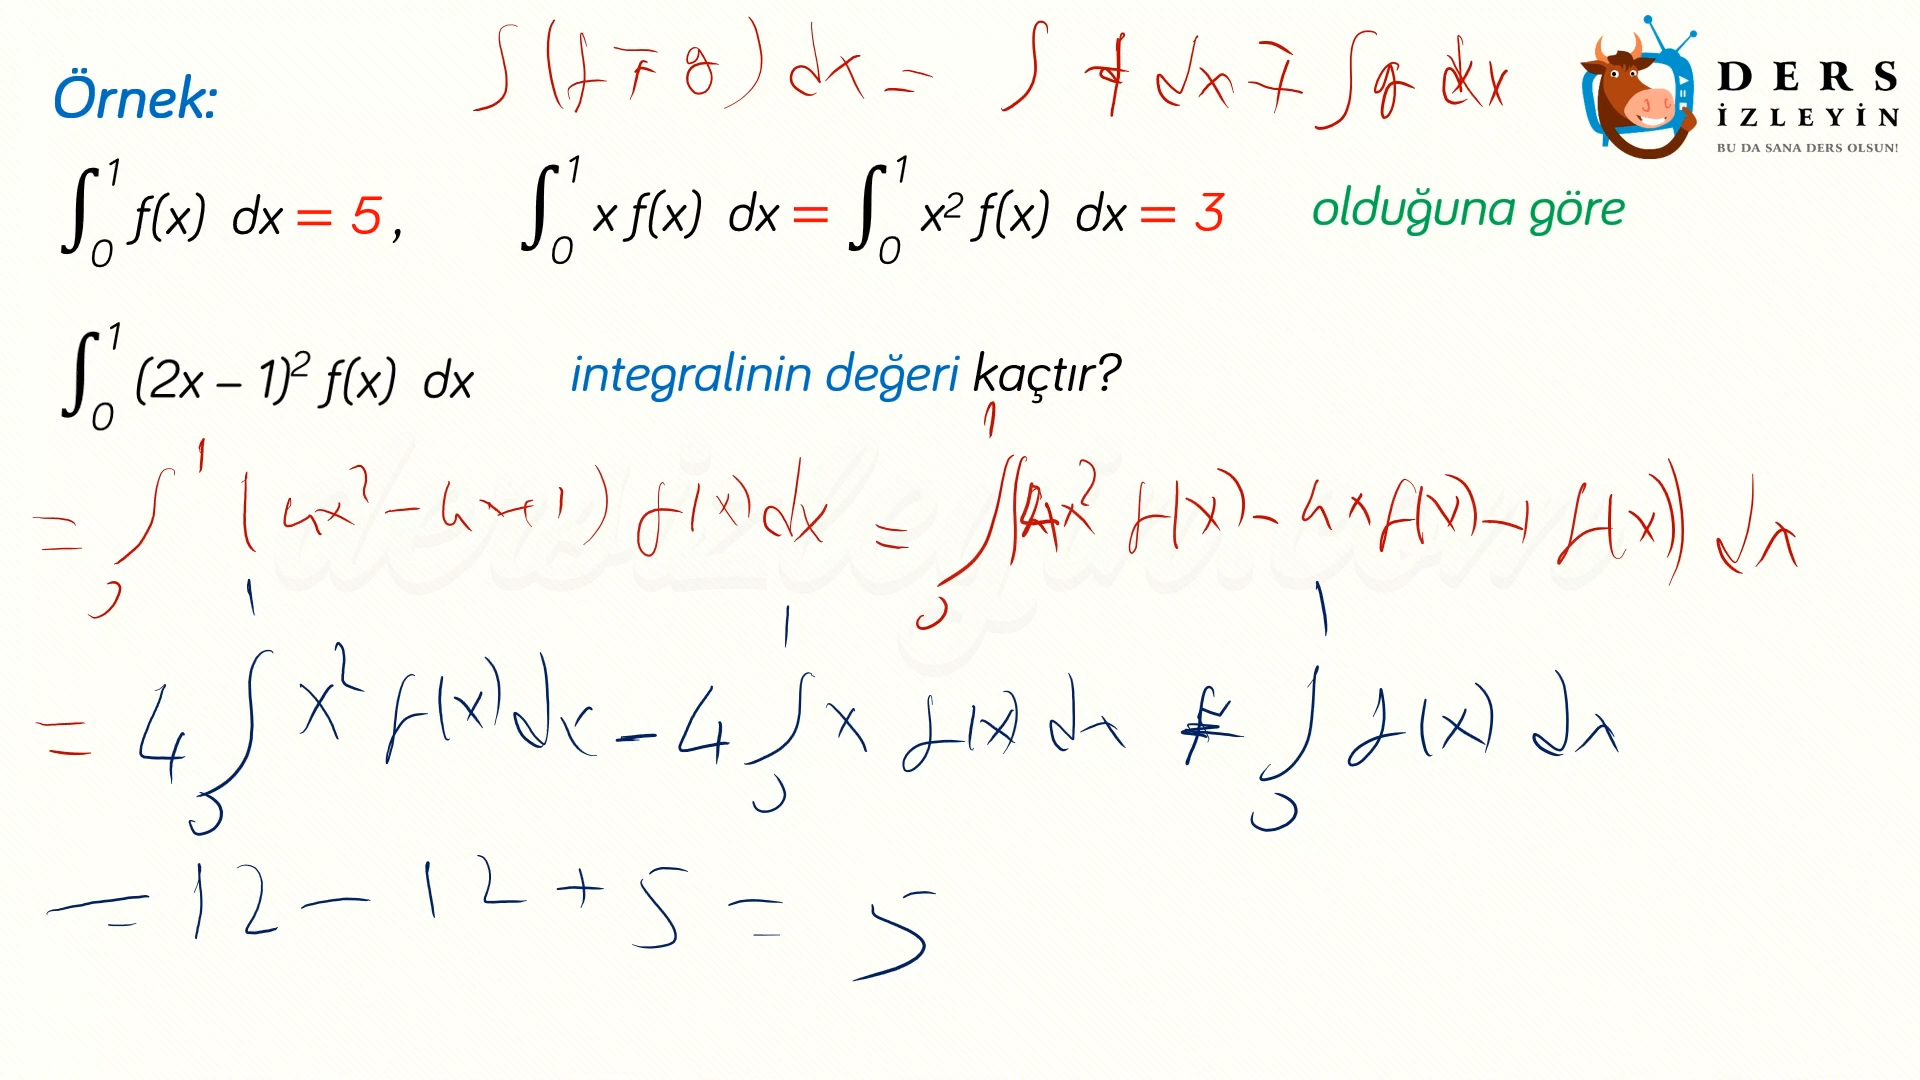 ∫(f ∓ g) dx = ∫ f dx ∓ ∫ g dx
DERS
İZLEYİN
BU DA SANA DERS OLSUN!
Örnek:
∫₀¹ f(x) dx = 5 , ∫₀¹ x f(x) dx = ∫₀¹ x² f(x) dx = 3 olduğuna göre
∫₀¹ (2x – 1)² f(x) dx integralinin değeri kaçtır?
= ∫₀¹ (4x² - 4x + 1) f(x) dx = ∫₀¹ (4x² f(x) - 4x f(x) + f(x)) dx
= 4 ∫₀¹ x² f(x) dx - 4 ∫₀¹ x f(x) dx + ∫₀¹ f(x) dx
= 12 - 12 + 5 = 5
dersizleyin.com